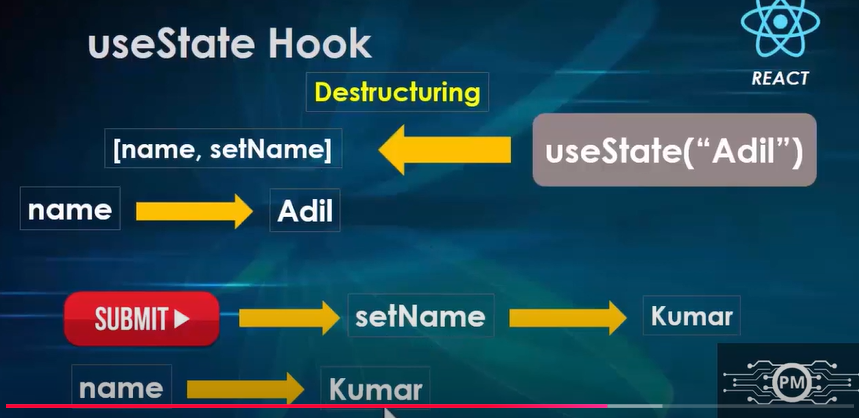 useState Hook
REACT
Destructuring
[name, setName]
useState(“Adil”)
name
Adil
SUBMIT
setName
Kumar
name
Kumar
PM